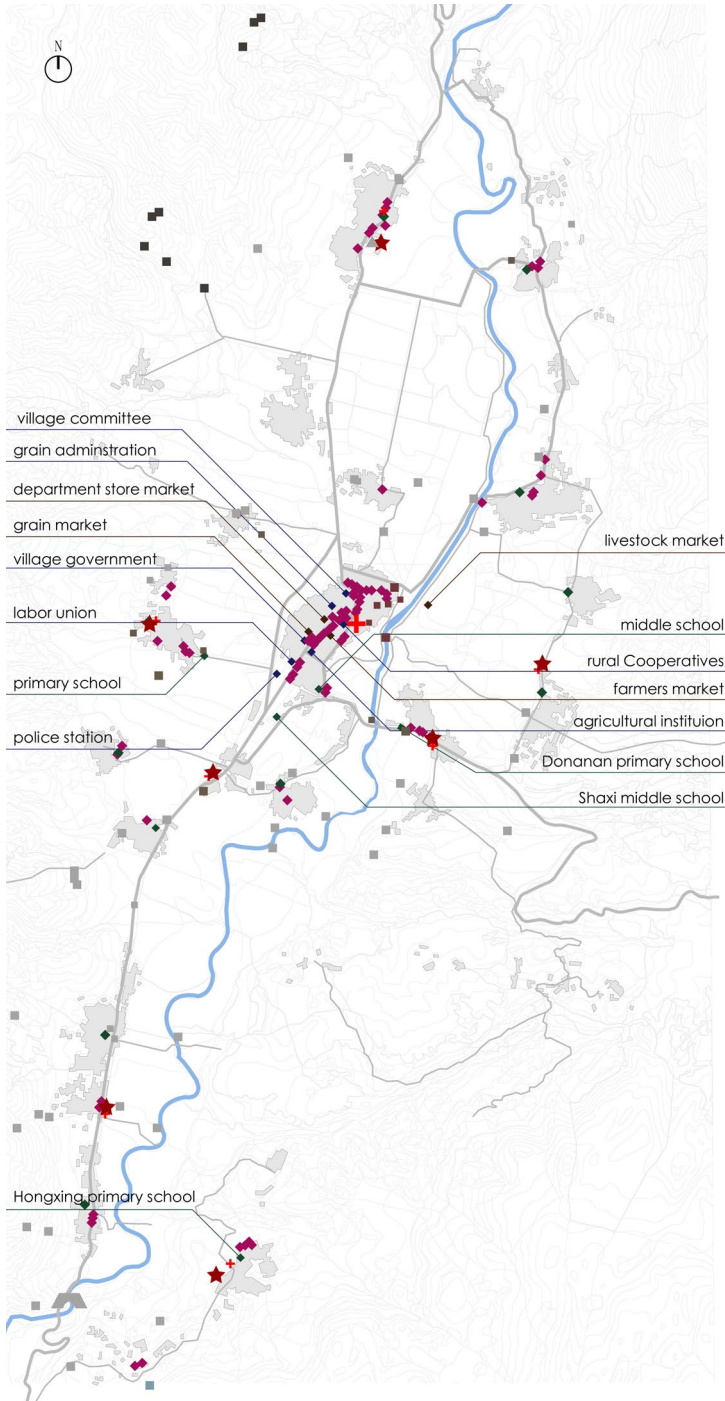 N
village committee
grain adminstration
department store market
grain market
village government
livestock market
labor union
middle school
rural Cooperatives
primary school
farmers market
agricultural instituion
police station
Donanan primary school
Shaxi middle school
Hongxing primary school